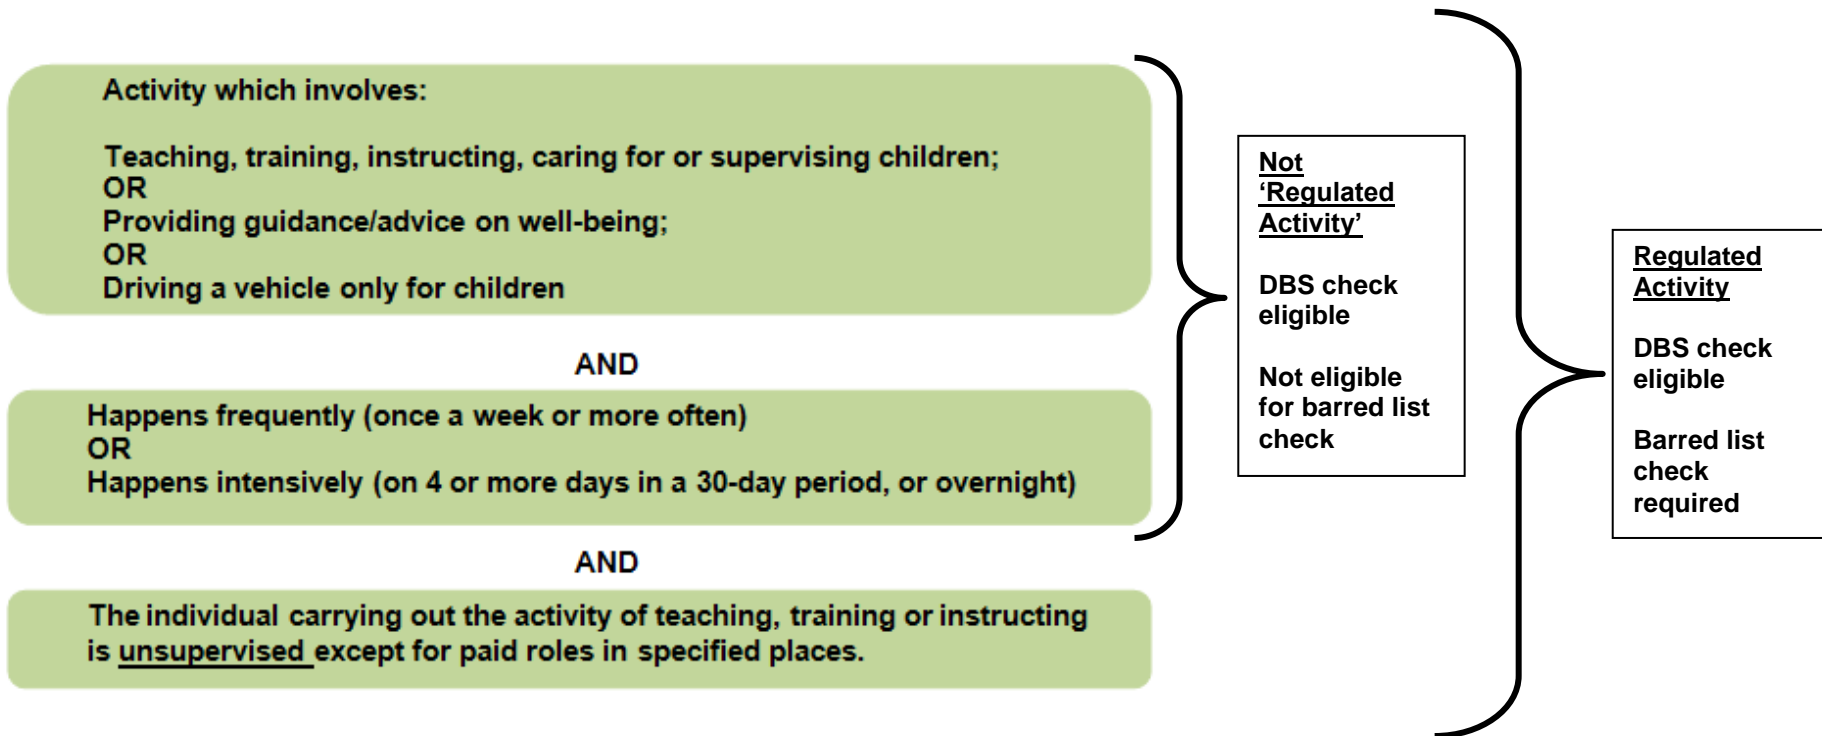 Activity which involves:
Teaching, training, instructing, caring for or supervising children;
OR
Providing guidance/advice on well-being;
OR
Driving a vehicle only for children
AND
Happens frequently (once a week or more often)
OR
Happens intensively (on 4 or more days in a 30-day period, or overnight)
AND
The individual carrying out the activity of teaching, training or instructing
is unsupervised except for paid roles in specified places.
Not
‘Regulated
Activity’
DBS check
eligible
Not eligible
for barred list
check
Regulated
Activity
DBS check
eligible
Barred list
check
required